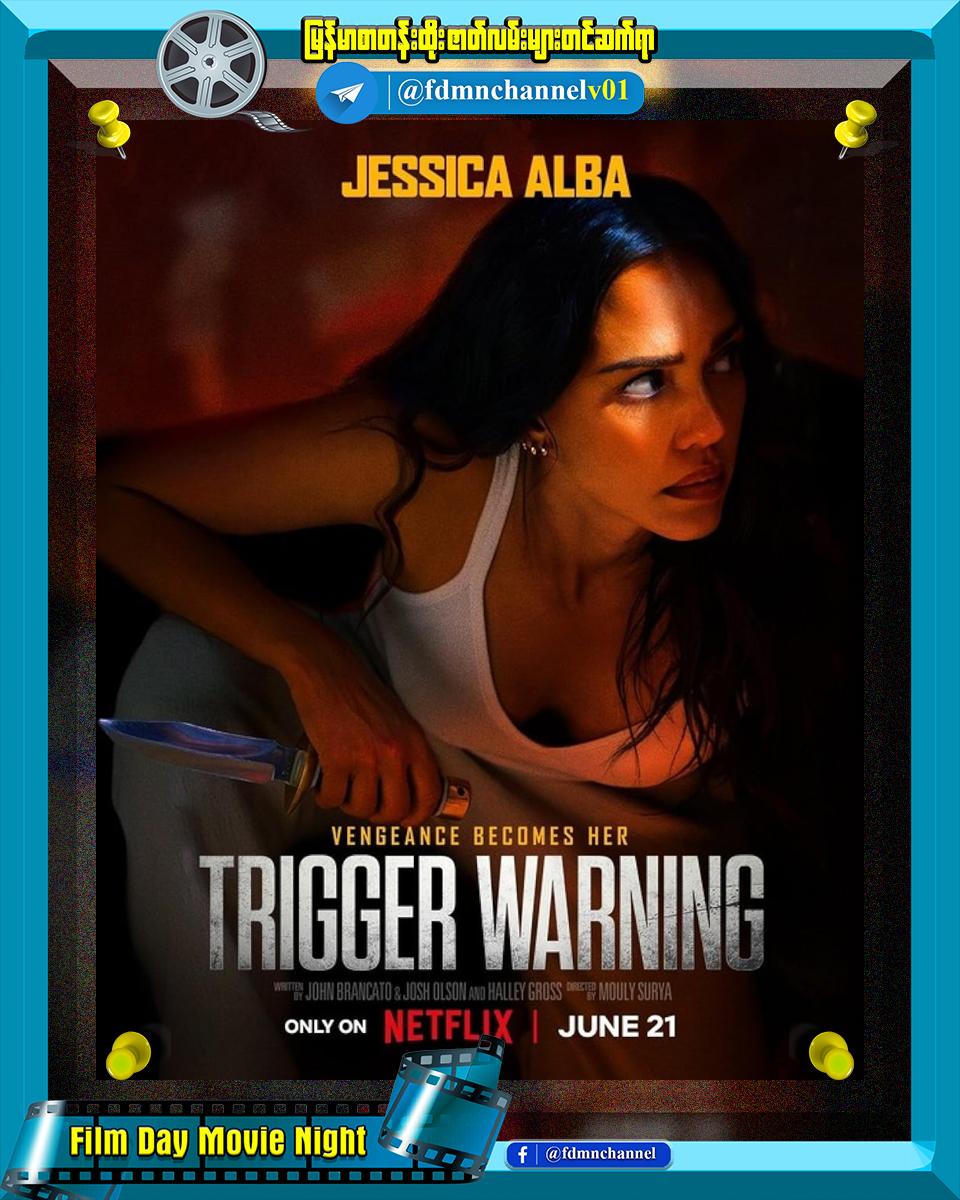 မြန်မာစာတန်းထိုးဇာတ်လမ်းများတင်ဆက်ရာ
@fdmnchannelv01
JESSICA ALBA
VENGEANCE BECOMES HER
TRIGGER WARNING
WRITTEN BY JOHN BRANCATO & JOSH OLSON AND HALLEY GROSS DIRECTED BY MOULY SURYA
ONLY ON NETFLIX | JUNE 21
Film Day Movie Night
f | @fdmnchannel